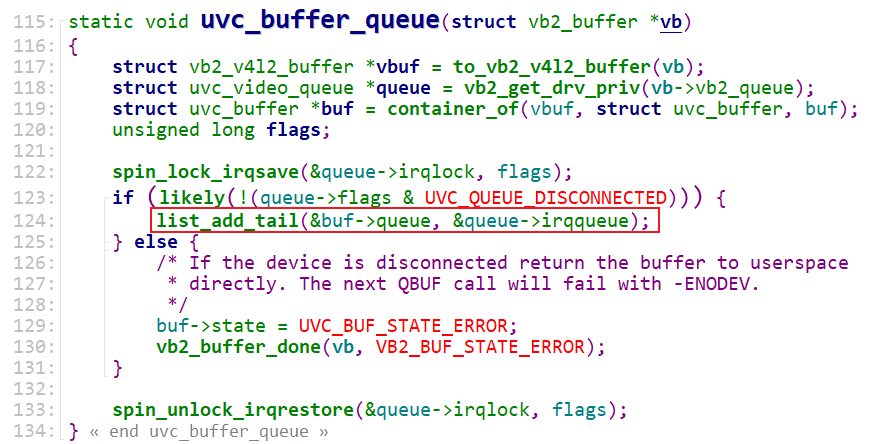 115: static void uvc_buffer_queue(struct vb2_buffer *vb)
116: {
117:     struct vb2_v4l2_buffer *vbuf = to_vb2_v4l2_buffer(vb);
118:     struct uvc_video_queue *queue = vb2_get_drv_priv(vb->vb2_queue);
119:     struct uvc_buffer *buf = container_of(vbuf, struct uvc_buffer, buf);
120:     unsigned long flags;
121:
122:     spin_lock_irqsave(&queue->irqlock, flags);
123:     if (likely(!(queue->flags & UVC_QUEUE_DISCONNECTED))) {
124:         list_add_tail(&buf->queue, &queue->irqqueue);
125:     } else {
126:         /* If the device is disconnected return the buffer to userspace
127:          * directly. The next QBUF call will fail with -ENODEV.
128:          */
129:         buf->state = UVC_BUF_STATE_ERROR;
130:         vb2_buffer_done(vb, VB2_BUF_STATE_ERROR);
131:     }
132:
133:     spin_unlock_irqrestore(&queue->irqlock, flags);
134: } « end uvc_buffer_queue »